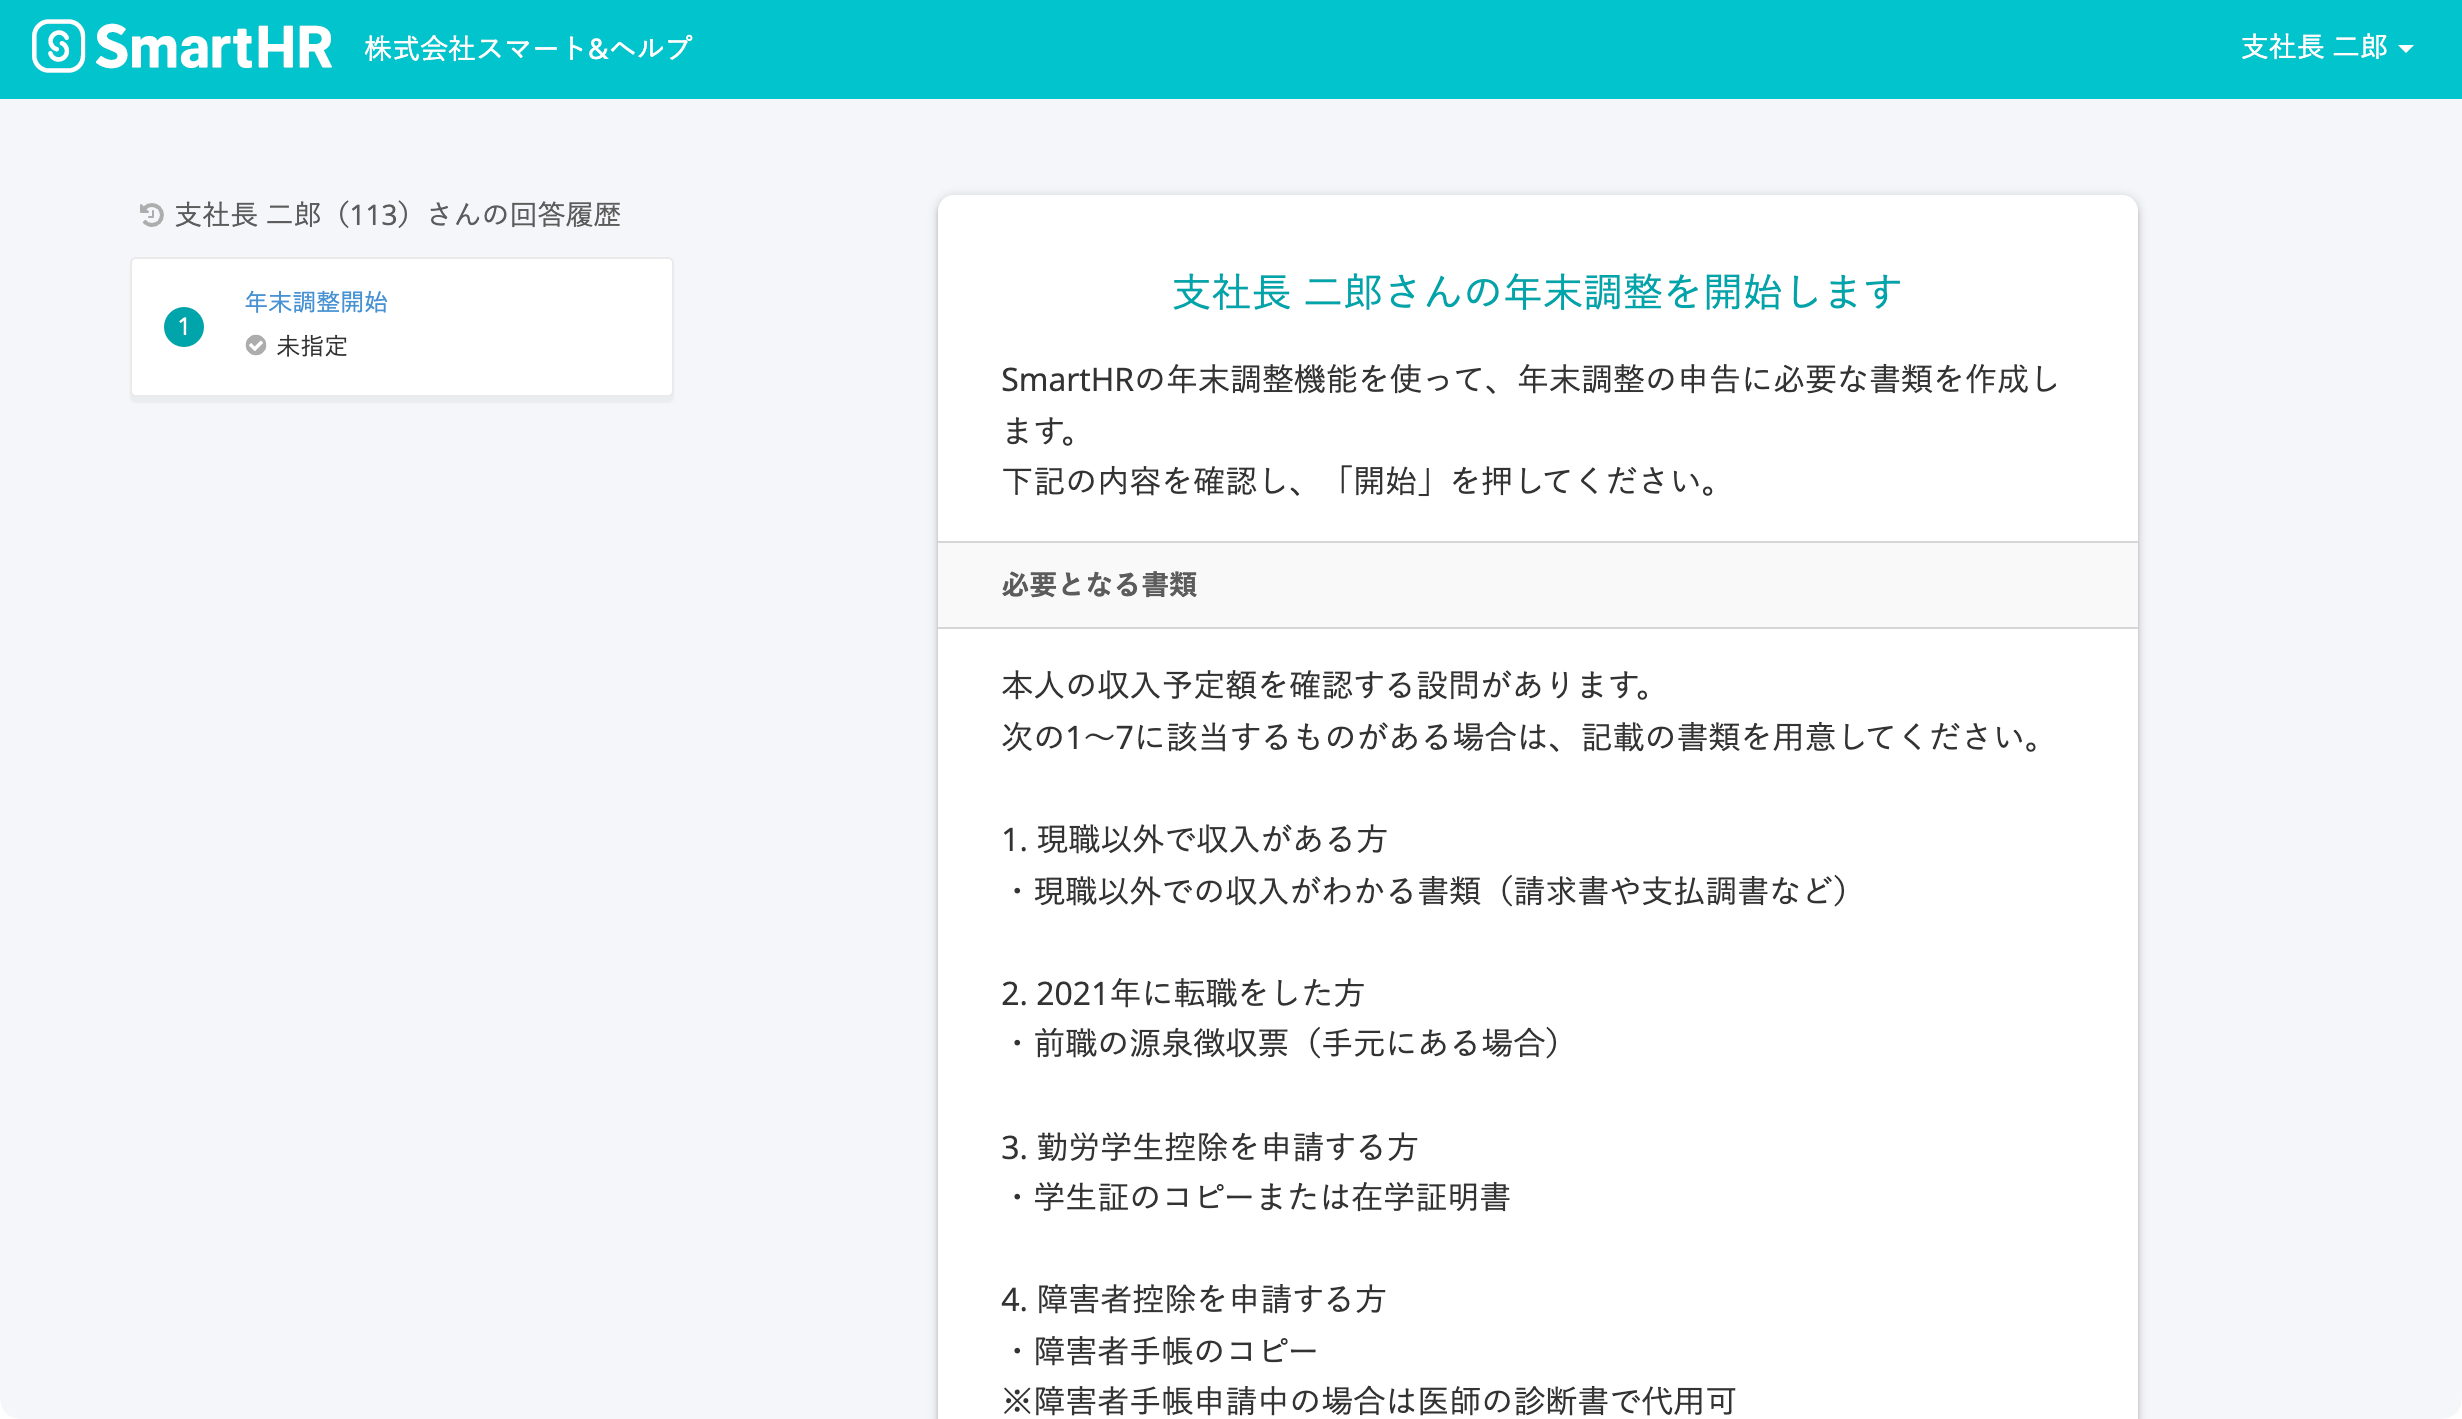 SmartHR 株式会社スマート&ヘルプ 支社長 二郎
支社長 二郎（113）さんの回答履歴
1
年末調整開始
未指定
支社長 二郎さんの年末調整を開始します
SmartHRの年末調整機能を使って、年末調整の申告に必要な書類を作成し
ます。
下記の内容を確認し、「開始」を押してください。
必要となる書類
本人の収入予定額を確認する設問があります。
次の1〜7に該当するものがある場合は、記載の書類を用意してください。
1. 現職以外で収入がある方
・現職以外での収入がわかる書類（請求書や支払調書など）
2. 2021年に転職をした方
・前職の源泉徴収票（手元にある場合）
3. 勤労学生控除を申請する方
・学生証のコピーまたは在学証明書
4. 障害者控除を申請する方
・障害者手帳のコピー
※障害者手帳申請中の場合は医師の診断書で代用可